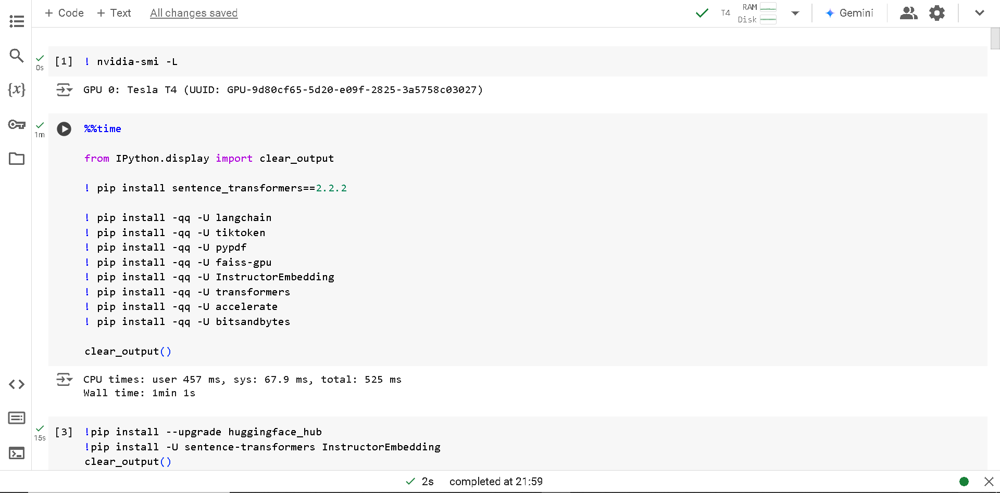 + Code + Text All changes saved
T4 RAM Disk Gemini
0s [1] ! nvidia-smi -L
GPU 0: Tesla T4 (UUID: GPU-9d80cf65-5d20-e09f-2825-3a5758c03027)
{x}
1m %%time
from IPython.display import clear_output
! pip install sentence_transformers==2.2.2
! pip install -qq -U langchain
! pip install -qq -U tiktoken
! pip install -qq -U pypdf
! pip install -qq -U faiss-gpu
! pip install -qq -U InstructorEmbedding
! pip install -qq -U transformers
! pip install -qq -U accelerate
! pip install -qq -U bitsandbytes
clear_output()
CPU times: user 457 ms, sys: 67.9 ms, total: 525 ms
Wall time: 1min 1s
15s [3] !pip install --upgrade huggingface_hub
!pip install -U sentence-transformers InstructorEmbedding
clear_output()
2s completed at 21:59